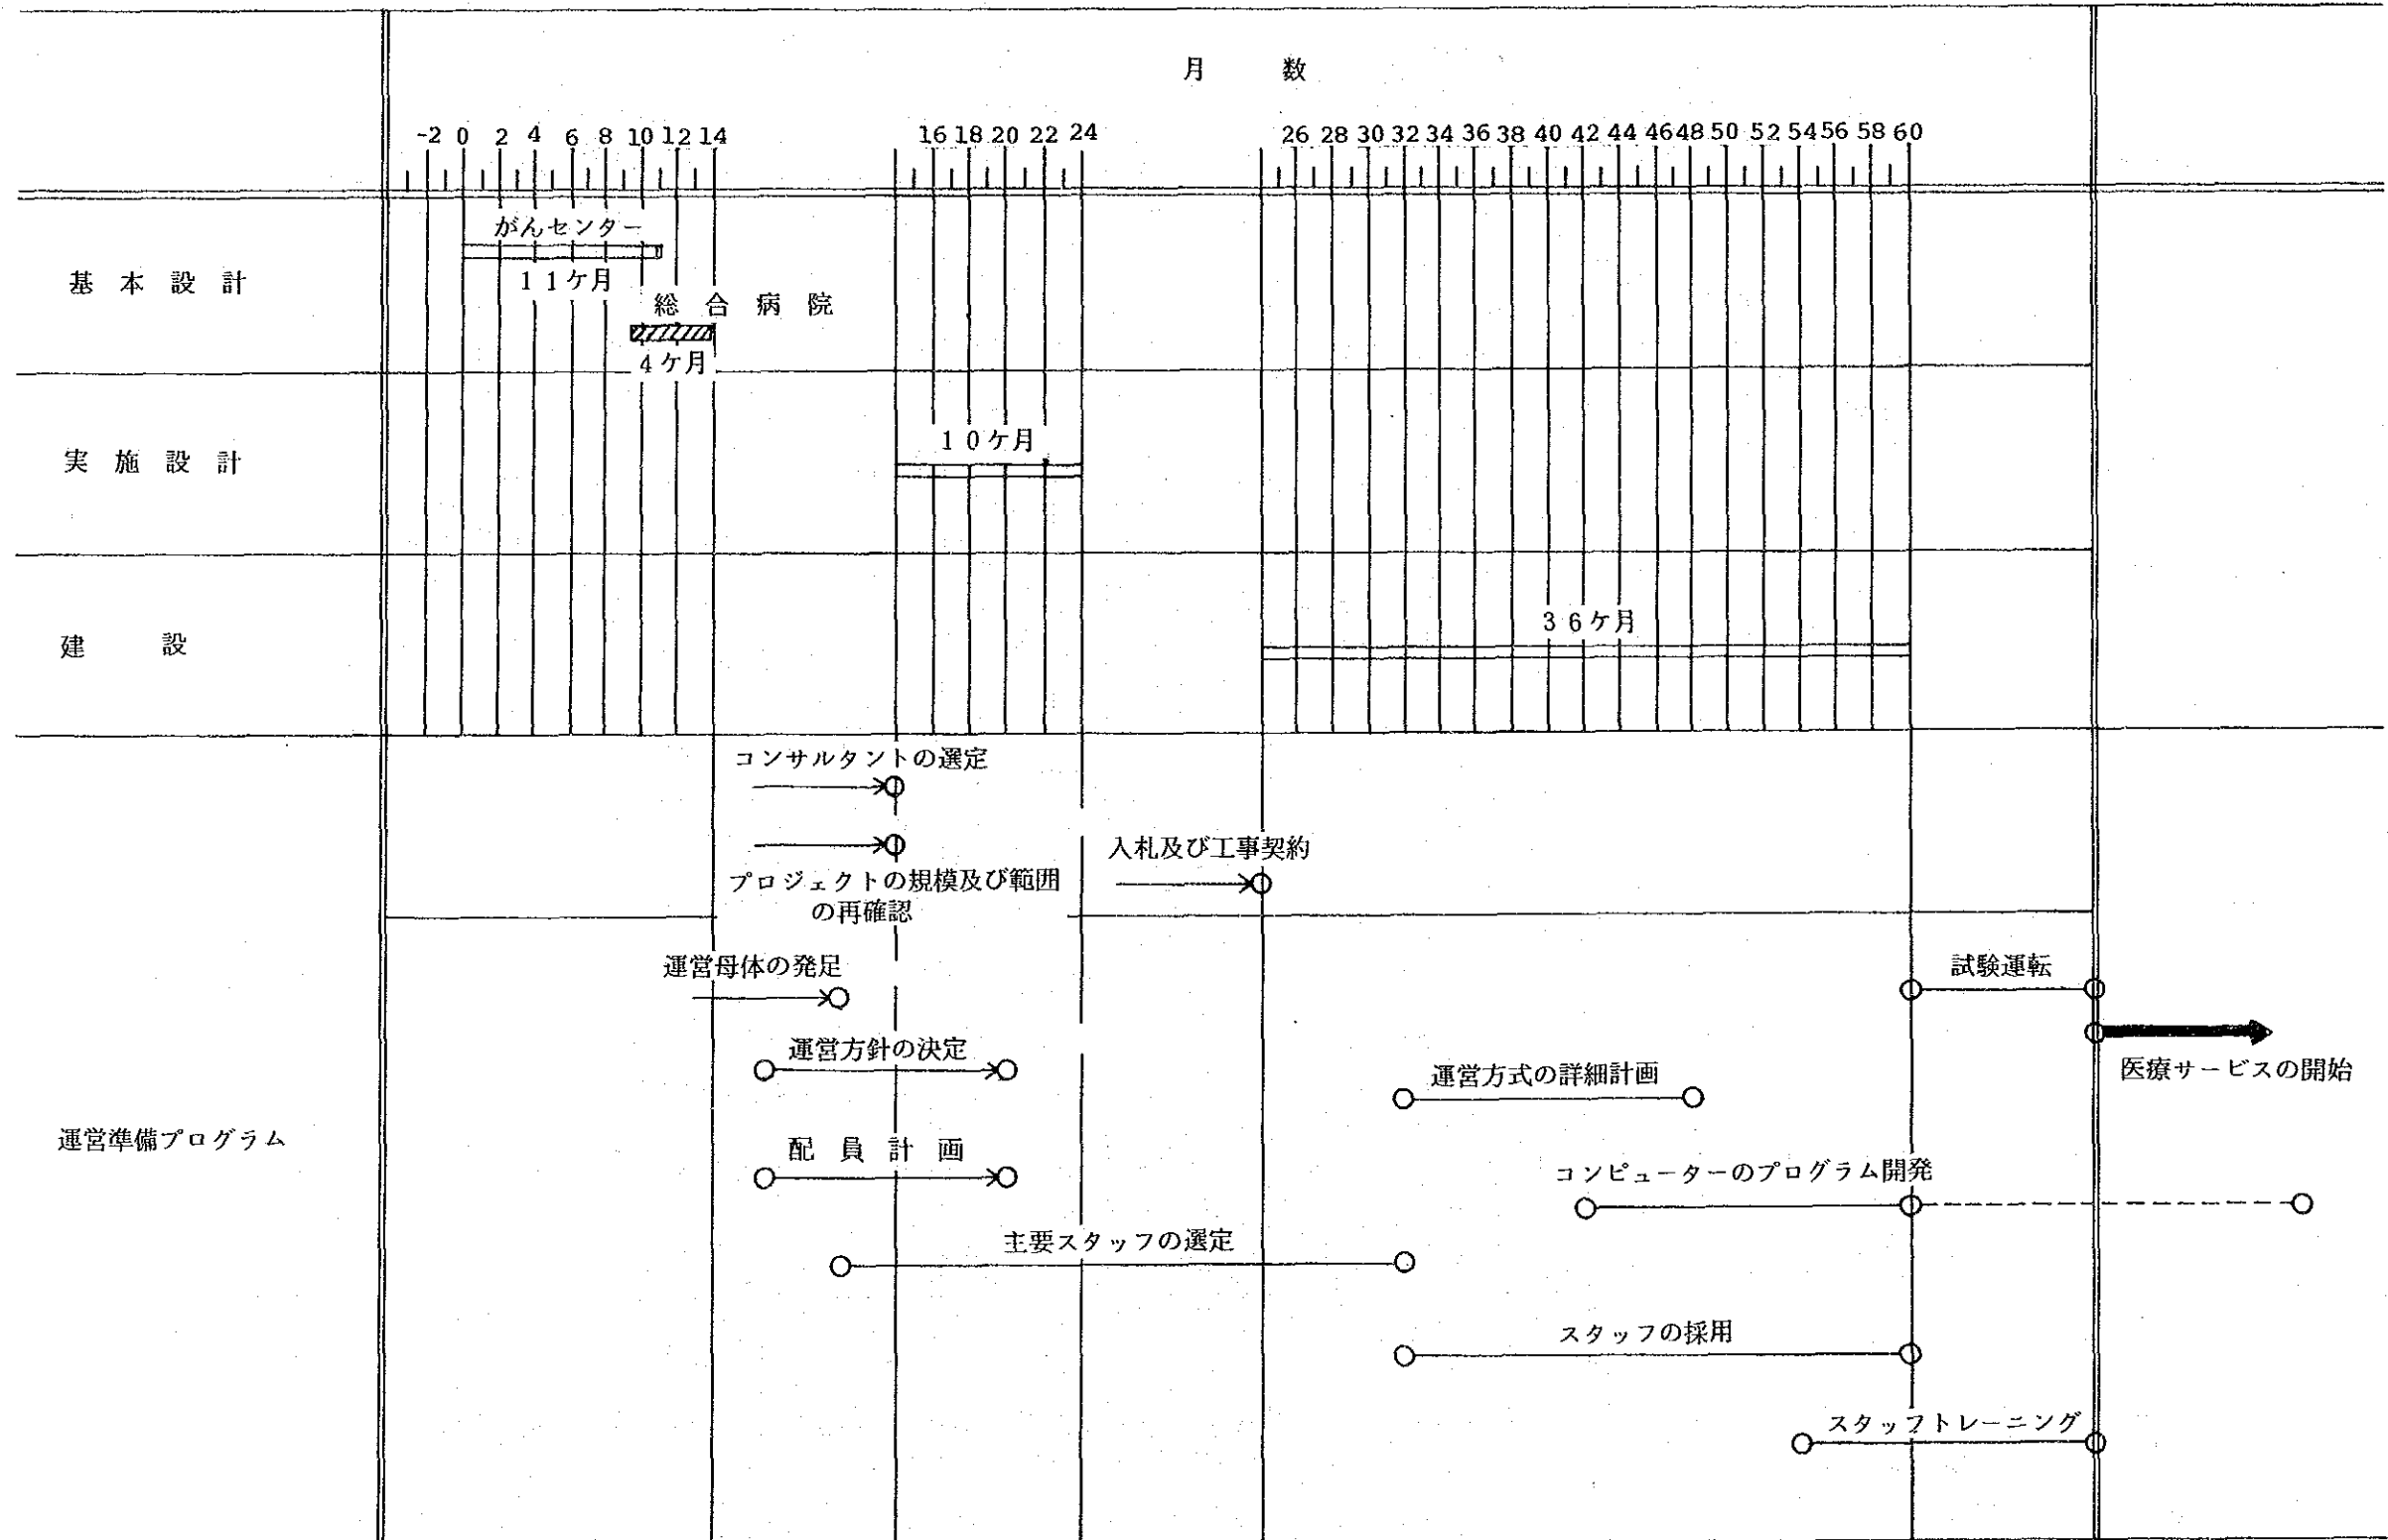 月 数
-2 0 2 4 6 8 10 12 14 16 18 20 22 24 26 28 30 32 34 36 38 40 42 44 46 48 50 52 54 56 58 60
がんセンター
基本設計
11ケ月
総合病院
4ケ月
10ケ月
実施設計
36ケ月
建設
コンサルタントの選定
入札及び工事契約
プロジェクトの規模及び範囲
の再確認
運営母体の発足
試験運転
運営方針の決定
運営方式の詳細計画
医療サービスの開始
運営準備プログラム
配員計画
コンピューターのプログラム開発
主要スタッフの選定
スタッフの採用
スタッフトレーニング